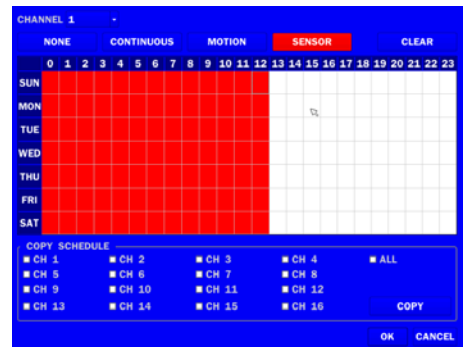 CHANNEL 1
NONE CONTINUOUS MOTION SENSOR CLEAR
0 1 2 3 4 5 6 7 8 9 10 11 12 13 14 15 16 17 18 19 20 21 22 23
SUN
MON
TUE
WED
THU
FRI
SAT
COPY SCHEDULE
CH 1 CH 2 CH 3 CH 4 ALL
CH 5 CH 6 CH 7 CH 8
CH 9 CH 10 CH 11 CH 12
CH 13 CH 14 CH 15 CH 16 COPY
OK CANCEL